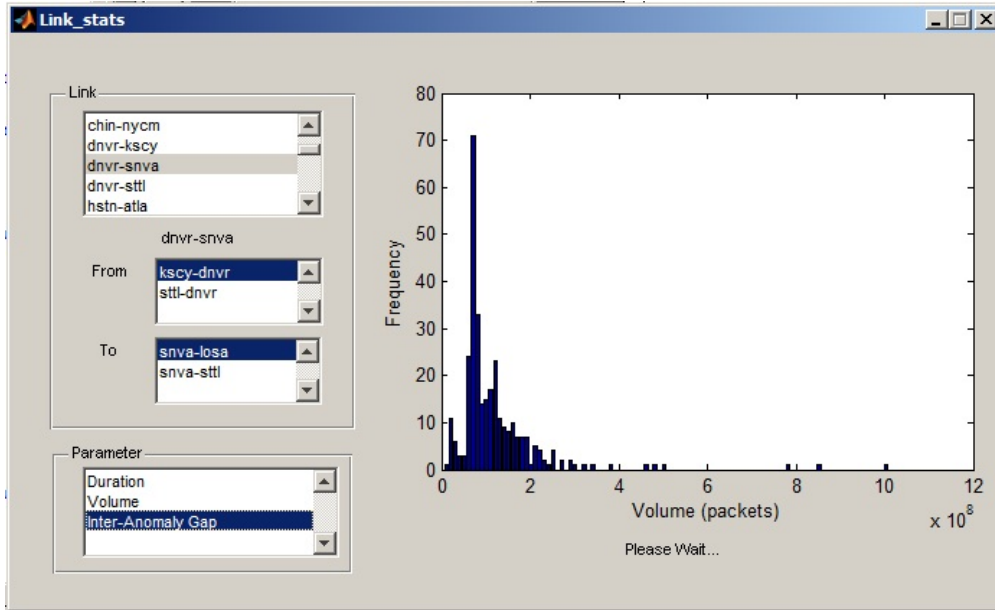 Link_stats
Link
chin-nycm
dnvr-kscy
dnvr-snva
dnvr-sttl
hstn-atla
dnvr-snva
From
kscy-dnvr
sttl-dnvr
To
snva-losa
snva-sttl
Parameter
Duration
Volume
Inter-Anomaly Gap
80
70
60
50
40
30
20
10
0
Frequency
0 2 4 6 8 10 12
Volume (packets)
x 10^8
Please Wait...